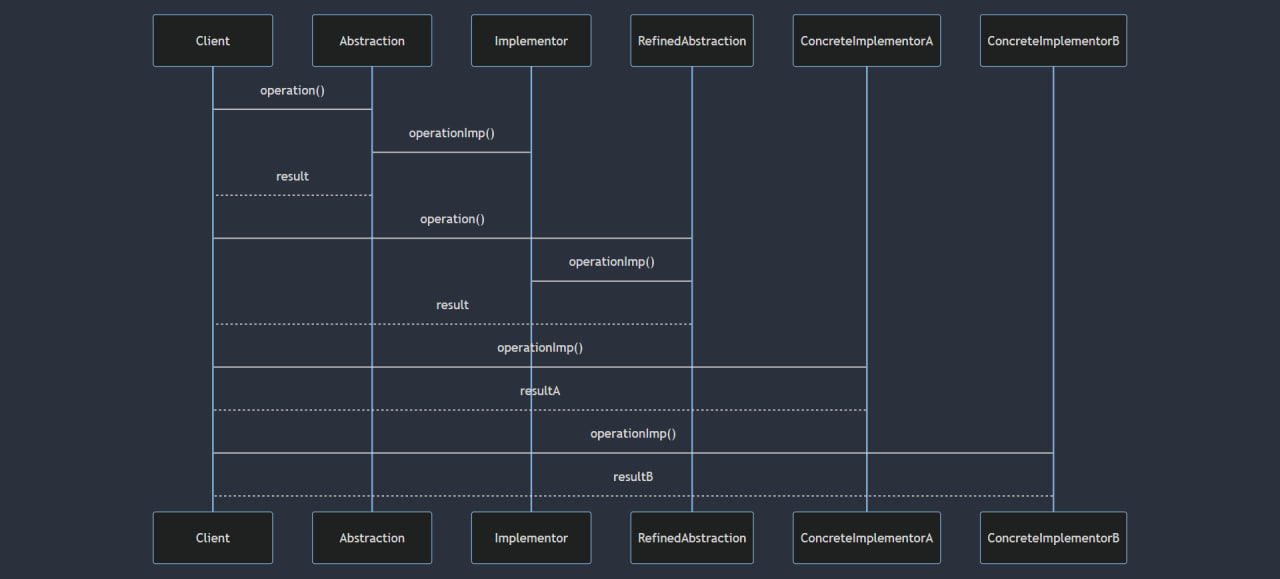 Client Abstraction Implementor RefinedAbstraction ConcreteImplementorA ConcreteImplementorB
operation()
operationImp()
result
operation()
operationImp()
result
operationImp()
resultA
operationImp()
resultB
Client Abstraction Implementor RefinedAbstraction ConcreteImplementorA ConcreteImplementorB